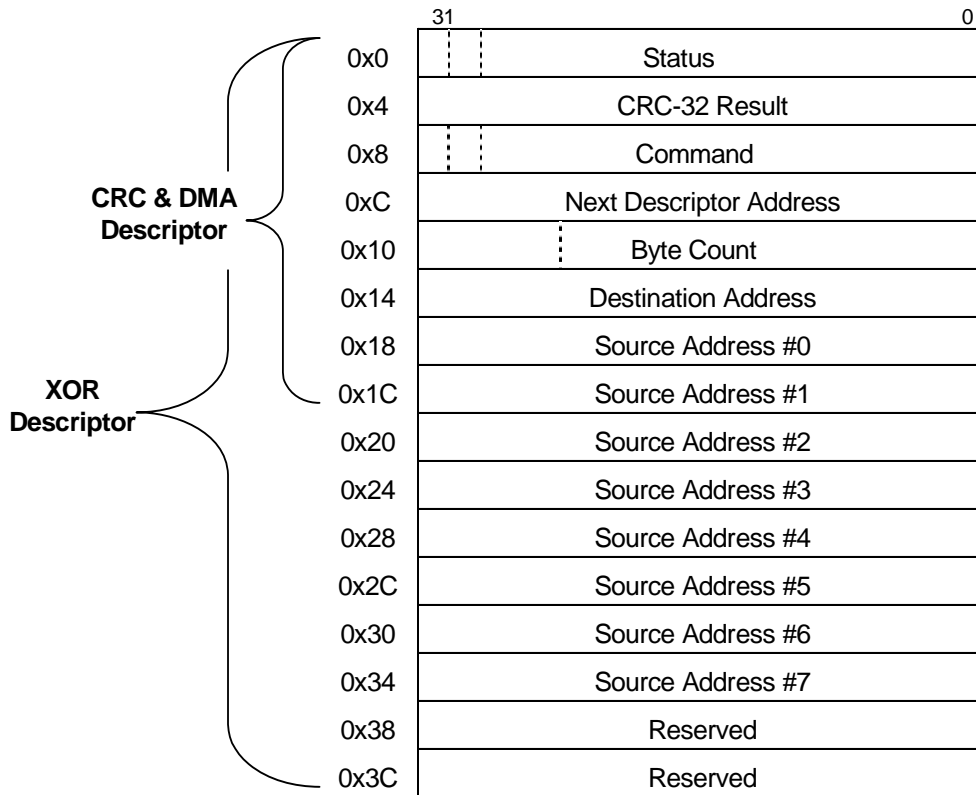 31 0
0x0 Status
0x4 CRC-32 Result
0x8 Command
0xC Next Descriptor Address
CRC & DMA
Descriptor
0x10 Byte Count
0x14 Destination Address
0x18 Source Address #0
0x1C Source Address #1
XOR
Descriptor
0x20 Source Address #2
0x24 Source Address #3
0x28 Source Address #4
0x2C Source Address #5
0x30 Source Address #6
0x34 Source Address #7
0x38 Reserved
0x3C Reserved